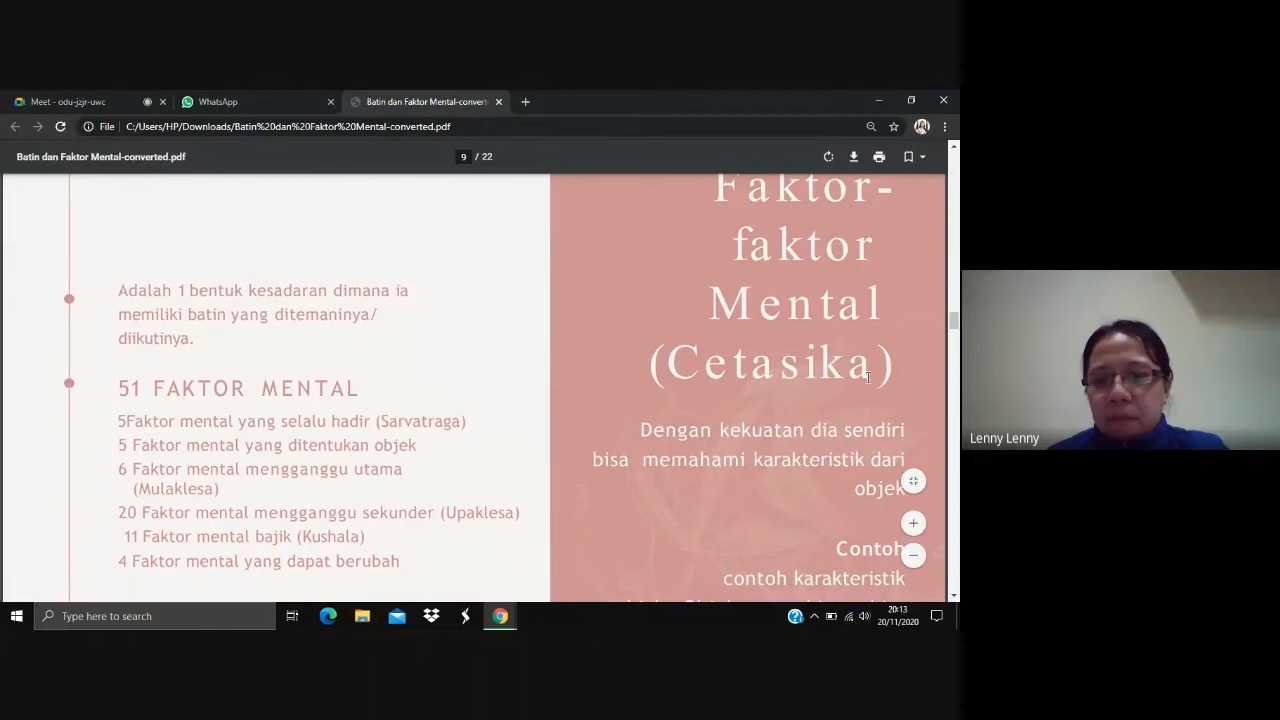 Meet - odu-jzjr-uwc
WhatsApp
Batin dan Faktor Mental-convert
File
C:/Users/HP/Downloads/Batin%20dan%20Faktor%20Mental-converted.pdf
Batin dan Faktor Mental-converted.pdf
9 / 22
Adalah 1 bentuk kesadaran dimana ia
memiliki batin yang ditemaninya/
diikutinya.
51 FAKTOR MENTAL
5Faktor mental yang selalu hadir (Sarvatraga)
5 Faktor mental yang ditentukan objek
6 Faktor mental mengganggu utama
(Mulaklesa)
20 Faktor mental mengganggu sekunder (Upaklesa)
11 Faktor mental bajik (Kushala)
4 Faktor mental yang dapat berubah
Faktor-
faktor
Mental
(Cetasika)
Dengan kekuatan dia sendiri
bisa memahami karakteristik dari
objek
Contoh
contoh karakteristik
Lenny Lenny
Type here to search
20:13
20/11/2020